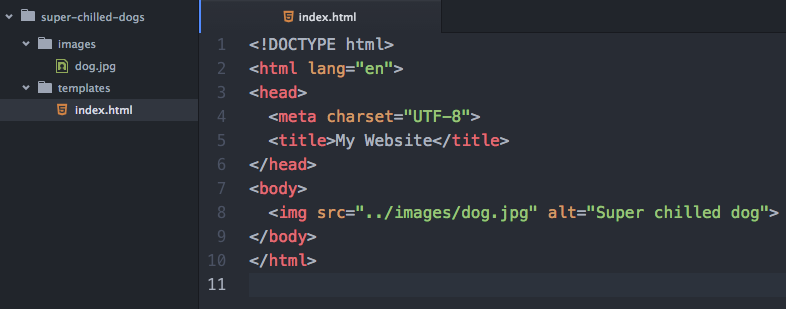 super-chilled-dogs
images
dog.jpg
templates
index.html
index.html
1 <!DOCTYPE html>
2 <html lang="en">
3 <head>
4   <meta charset="UTF-8">
5   <title>My Website</title>
6 </head>
7 <body>
8   <img src="../images/dog.jpg" alt="Super chilled dog">
9 </body>
10 </html>
11